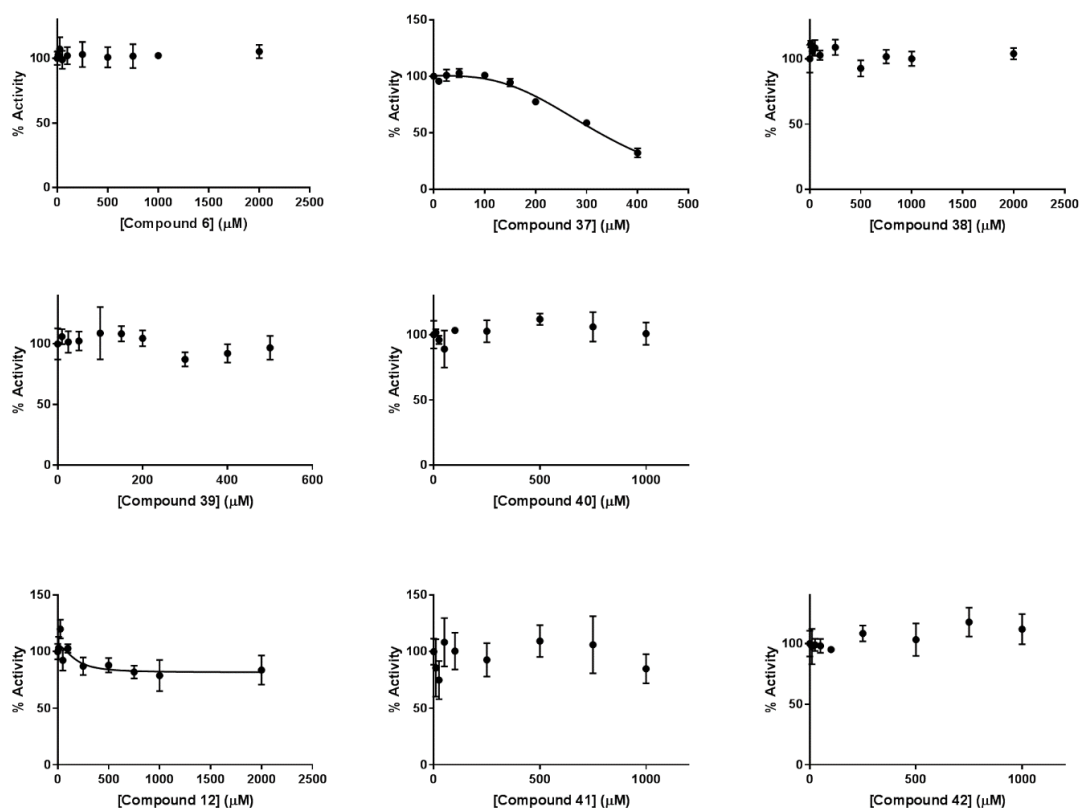 % Activity
100
50
0
0 500 1000 1500 2000 2500
[Compound 6] (μM)
% Activity
150
100
50
0
0 100 200 300 400 500
[Compound 37] (μM)
% Activity
100
50
0
0 500 1000 1500 2000 2500
[Compound 38] (μM)
% Activity
100
50
0
0 200 400 600
[Compound 39] (μM)
% Activity
100
50
0
0 500 1000
[Compound 40] (μM)
% Activity
150
100
50
0
0 500 1000 1500 2000 2500
[Compound 12] (μM)
% Activity
150
100
50
0
0 500 1000
[Compound 41] (μM)
% Activity
100
50
0
0 500 1000
[Compound 42] (μM)